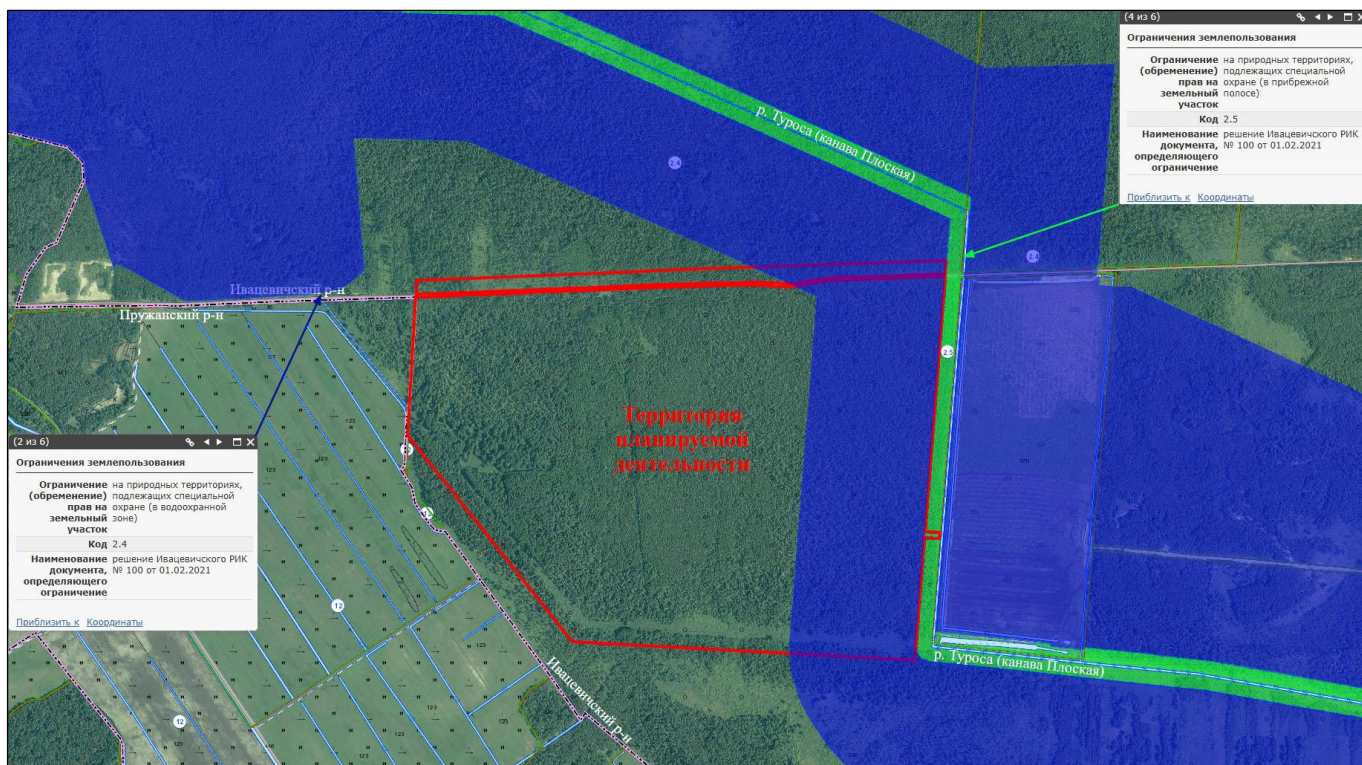 (4 из 6)
Ограничения землепользования
Ограничение (обременение) прав на земельный участок
на природных территориях, подлежащих специальной охране (в прибрежной полосе)
Код 2.5
Наименование документа, определяющего ограничение
решение Ивацевичского РИК № 100 от 01.02.2021
Приблизить к Координаты
р. Туроса (канава Плоская)
2.4
2.4
Ивацевичский р-н
Пружанский р-н
2.5
Территория
планируемой
деятельности
(2 из 6)
Ограничения землепользования
Ограничение (обременение) прав на земельный участок
на природных территориях, подлежащих специальной охране (в водоохранной зоне)
Код 2.4
Наименование документа, определяющего ограничение
решение Ивацевичского РИК № 100 от 01.02.2021
Приблизить к Координаты
123
12
р. Туроса (канава Плоская)
Ивацевичский р-н
12
123
123
123